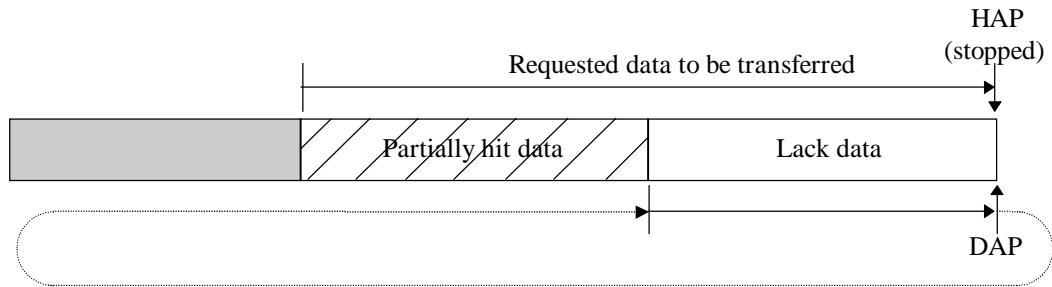 HAP
(stopped)
Requested data to be transferred
Partially hit data
Lack data
DAP